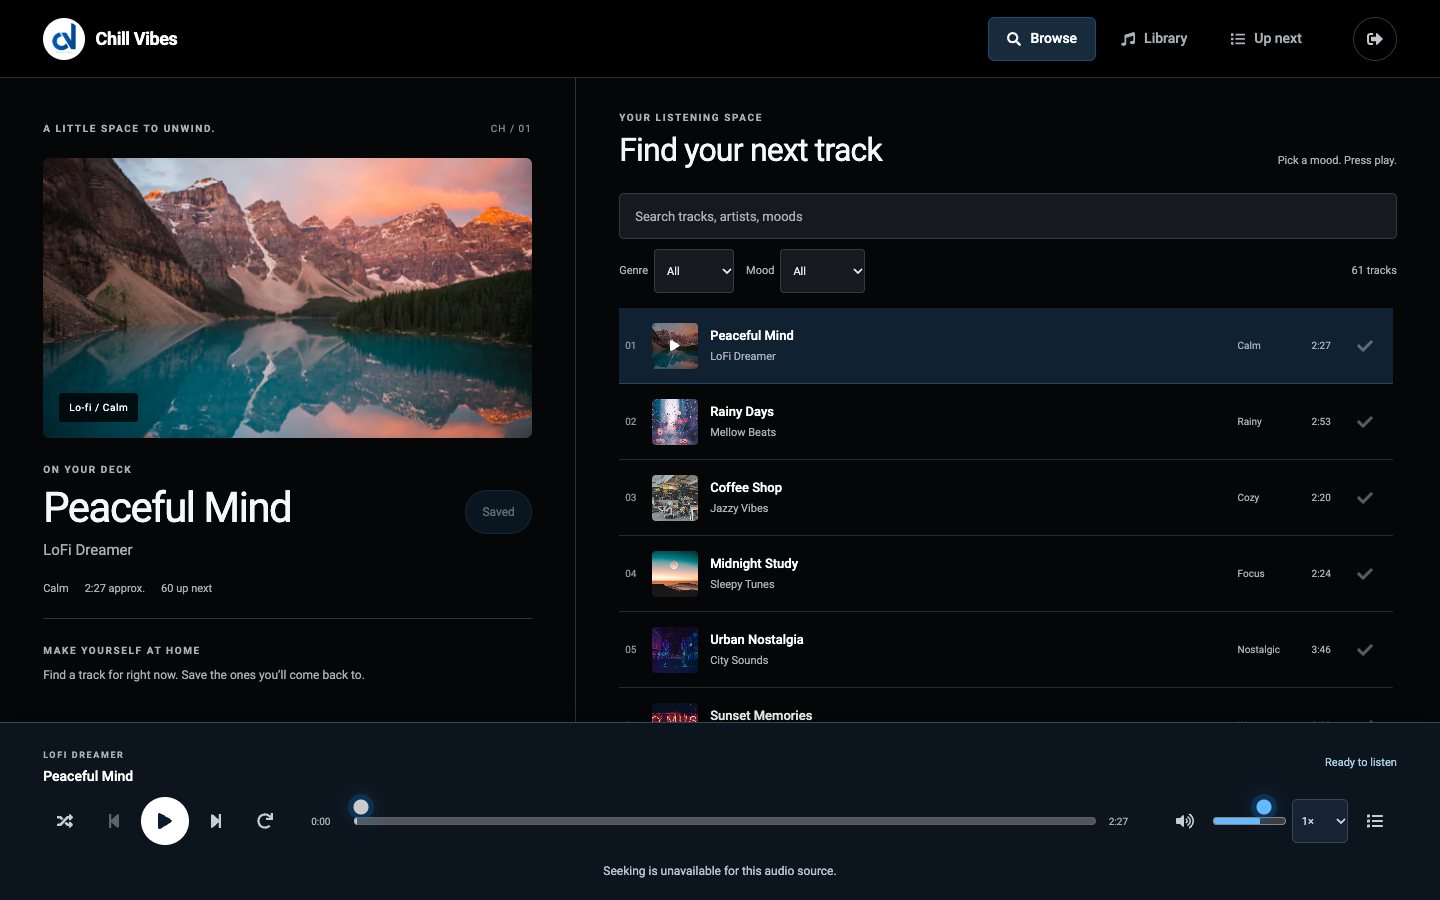 Chill Vibes
Browse
Library
Up next
A LITTLE SPACE TO UNWIND.
CH / 01
Lo-fi / Calm
ON YOUR DECK
Peaceful Mind
Saved
LoFi Dreamer
Calm
2:27 approx.
60 up next
MAKE YOURSELF AT HOME
Find a track for right now. Save the ones you’ll come back to.
YOUR LISTENING SPACE
Find your next track
Pick a mood. Press play.
Search tracks, artists, moods
Genre
All
Mood
All
61 tracks
01
Peaceful Mind
LoFi Dreamer
Calm
2:27
02
Rainy Days
Mellow Beats
Rainy
2:53
03
Coffee Shop
Jazzy Vibes
Cozy
2:20
04
Midnight Study
Sleepy Tunes
Focus
2:24
05
Urban Nostalgia
City Sounds
Nostalgic
3:46
Sunset Memories
LOFI DREAMER
Peaceful Mind
Ready to listen
0:00
2:27
1×
Seeking is unavailable for this audio source.